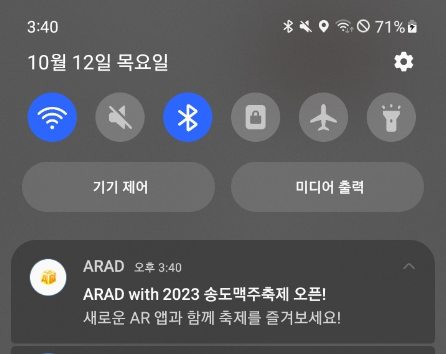 3:40 71%
10월 12일 목요일
기기 제어 미디어 출력
ARAD 오후 3:40
ARAD with 2023 송도맥주축제 오픈!
새로운 AR 앱과 함께 축제를 즐겨보세요!